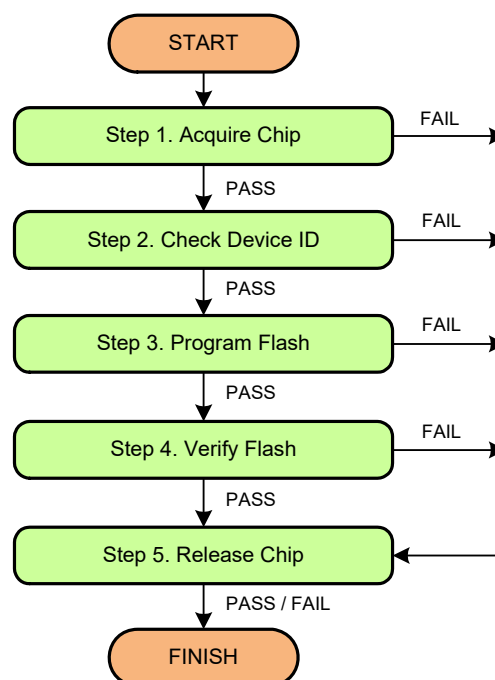 START
Step 1. Acquire Chip
FAIL
PASS
Step 2. Check Device ID
FAIL
PASS
Step 3. Program Flash
FAIL
PASS
Step 4. Verify Flash
FAIL
PASS
Step 5. Release Chip
PASS / FAIL
FINISH